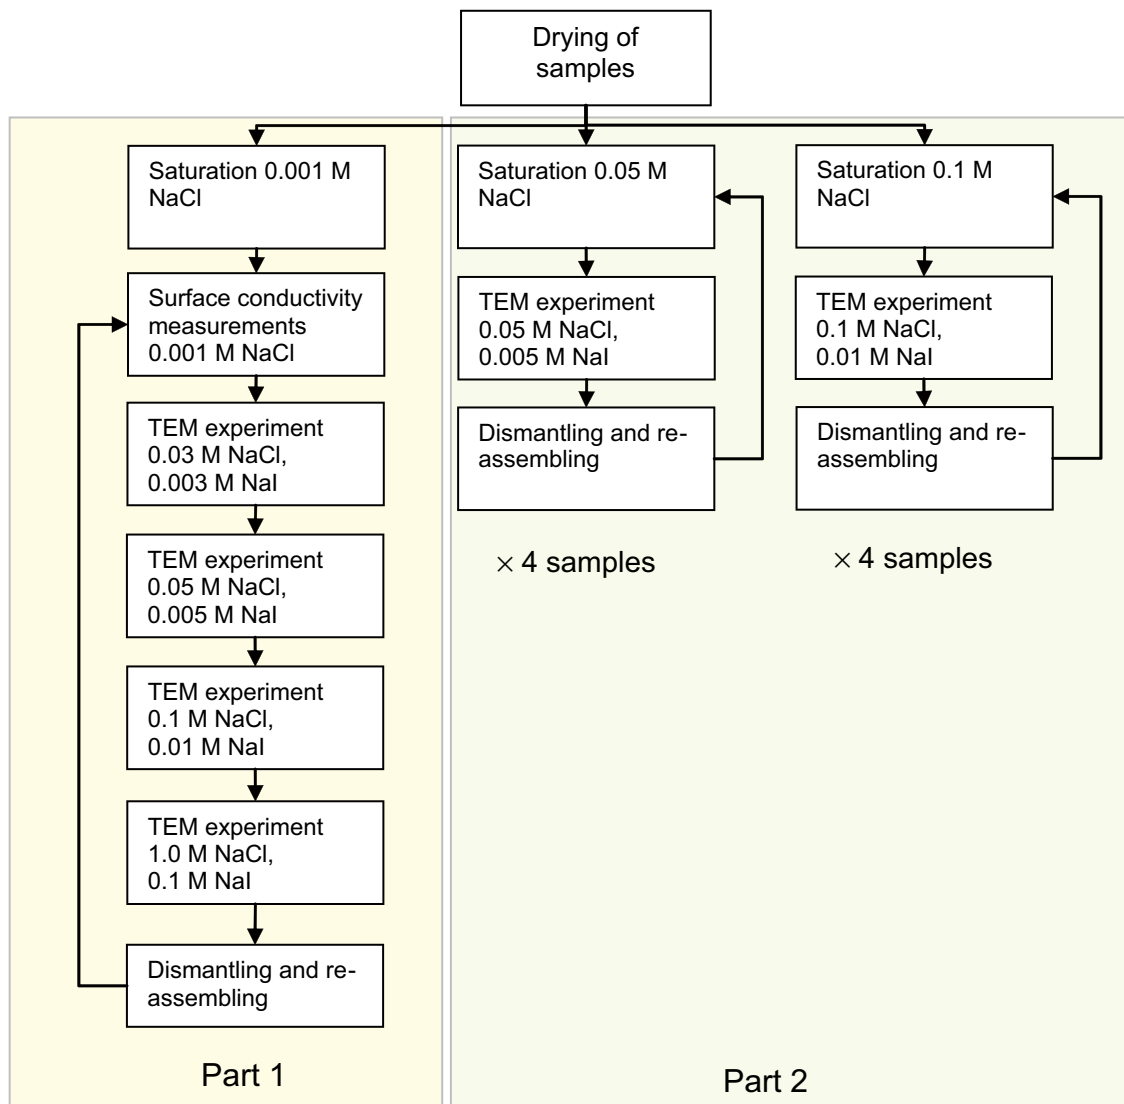 Drying of
samples
Saturation 0.001 M
NaCl
Surface conductivity
measurements
0.001 M NaCl
TEM experiment
0.03 M NaCl,
0.003 M NaI
TEM experiment
0.05 M NaCl,
0.005 M NaI
TEM experiment
0.1 M NaCl,
0.01 M NaI
TEM experiment
1.0 M NaCl,
0.1 M NaI
Dismantling and re-
assembling
Part 1
Saturation 0.05 M
NaCl
TEM experiment
0.05 M NaCl,
0.005 M NaI
Dismantling and re-
assembling
× 4 samples
Saturation 0.1 M
NaCl
TEM experiment
0.1 M NaCl,
0.01 M NaI
Dismantling and re-
assembling
× 4 samples
Part 2